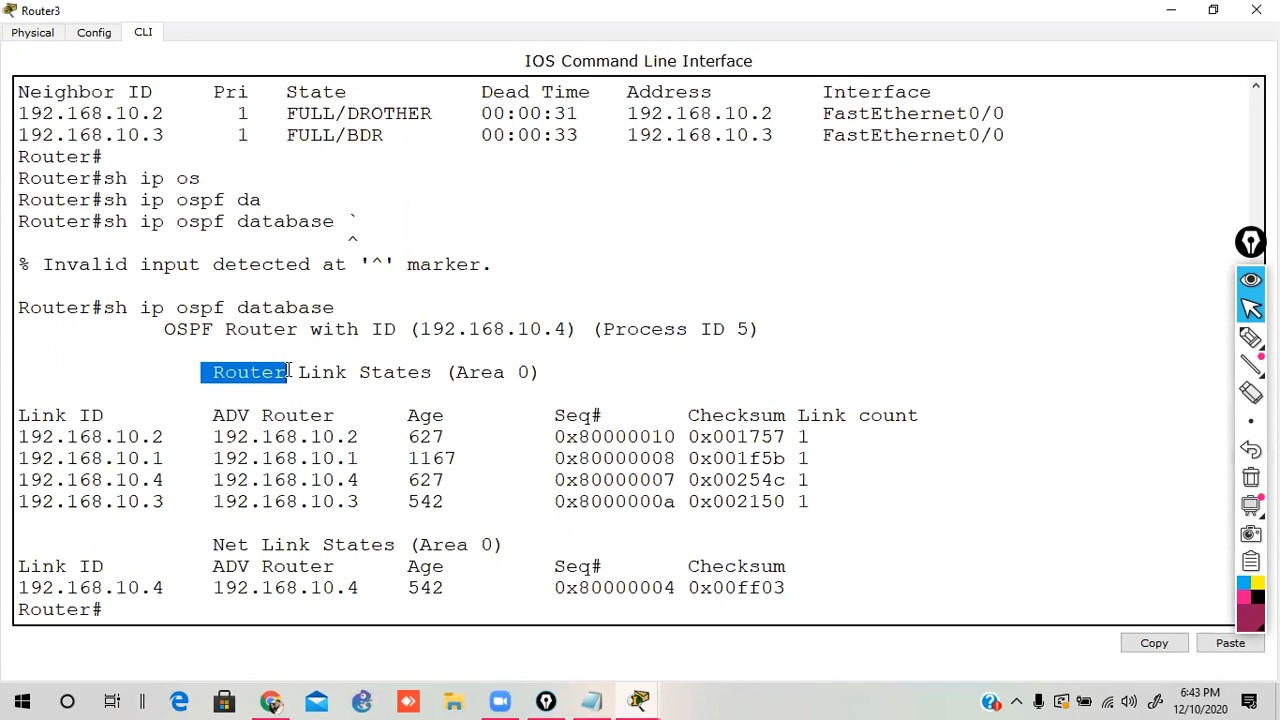 Router3
Physical Config CLI
IOS Command Line Interface
Neighbor ID Pri State Dead Time Address Interface
192.168.10.2 1 FULL/DROTHER 00:00:31 192.168.10.2 FastEthernet0/0
192.168.10.3 1 FULL/BDR 00:00:33 192.168.10.3 FastEthernet0/0
Router#
Router#sh ip os
Router#sh ip ospf da
Router#sh ip ospf database `
^
% Invalid input detected at '^' marker.
Router#sh ip ospf database
OSPF Router with ID (192.168.10.4) (Process ID 5)
Router Link States (Area 0)
Link ID ADV Router Age Seq# Checksum Link count
192.168.10.2 192.168.10.2 627 0x80000010 0x001757 1
192.168.10.1 192.168.10.1 1167 0x80000008 0x001f5b 1
192.168.10.4 192.168.10.4 627 0x80000007 0x00254c 1
192.168.10.3 192.168.10.3 542 0x8000000a 0x002150 1
Net Link States (Area 0)
Link ID ADV Router Age Seq# Checksum
192.168.10.4 192.168.10.4 542 0x80000004 0x00ff03
Router#
Copy Paste
6:43 PM
12/10/2020